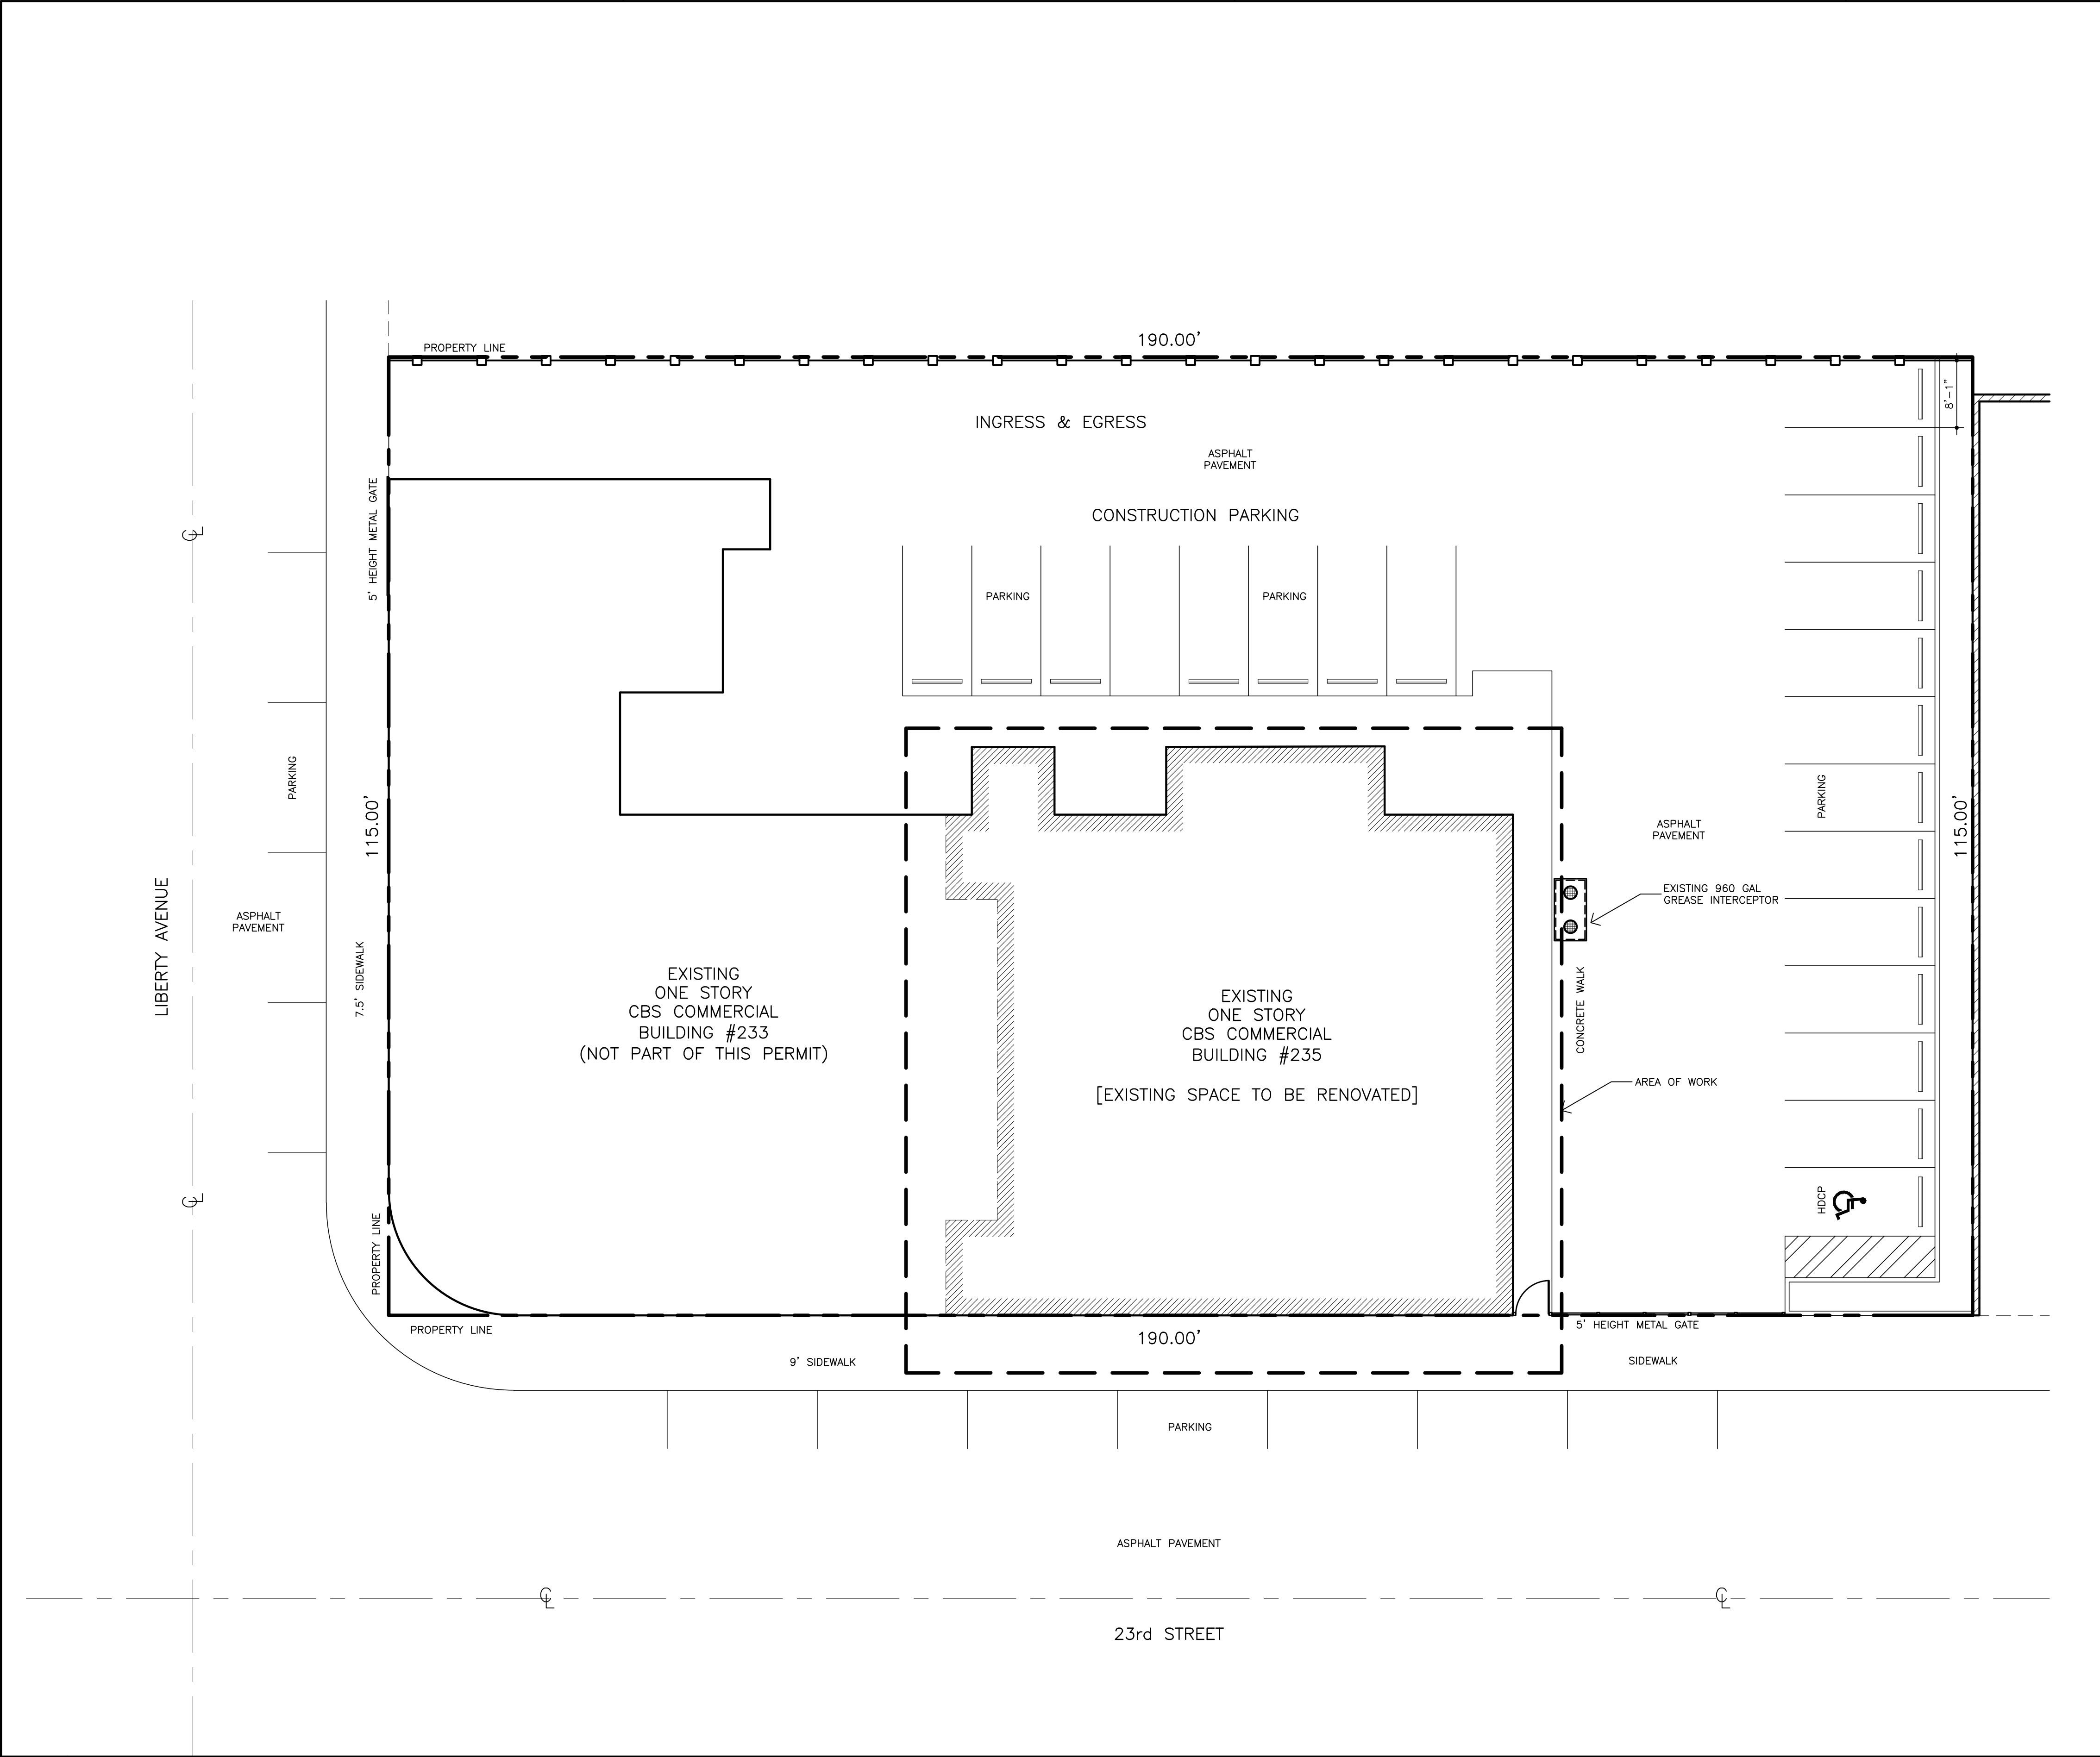 190.00'
PROPERTY LINE
8'-1"
INGRESS & EGRESS
ASPHALT
PAVEMENT
5' HEIGHT METAL GATE
CONSTRUCTION PARKING
CL
PARKING
PARKING
PARKING
115.00'
PARKING
115.00'
ASPHALT
PAVEMENT
EXISTING 960 GAL
GREASE INTERCEPTOR
LIBERTY AVENUE
ASPHALT
PAVEMENT
7.5' SIDEWALK
EXISTING
ONE STORY
CBS COMMERCIAL
BUILDING #233
(NOT PART OF THIS PERMIT)
EXISTING
ONE STORY
CBS COMMERCIAL
BUILDING #235
[EXISTING SPACE TO BE RENOVATED]
CONCRETE WALK
AREA OF WORK
CL
HDCP
PROPERTY LINE
PROPERTY LINE
190.00'
5' HEIGHT METAL GATE
9' SIDEWALK
SIDEWALK
PARKING
ASPHALT PAVEMENT
CL
CL
23rd STREET